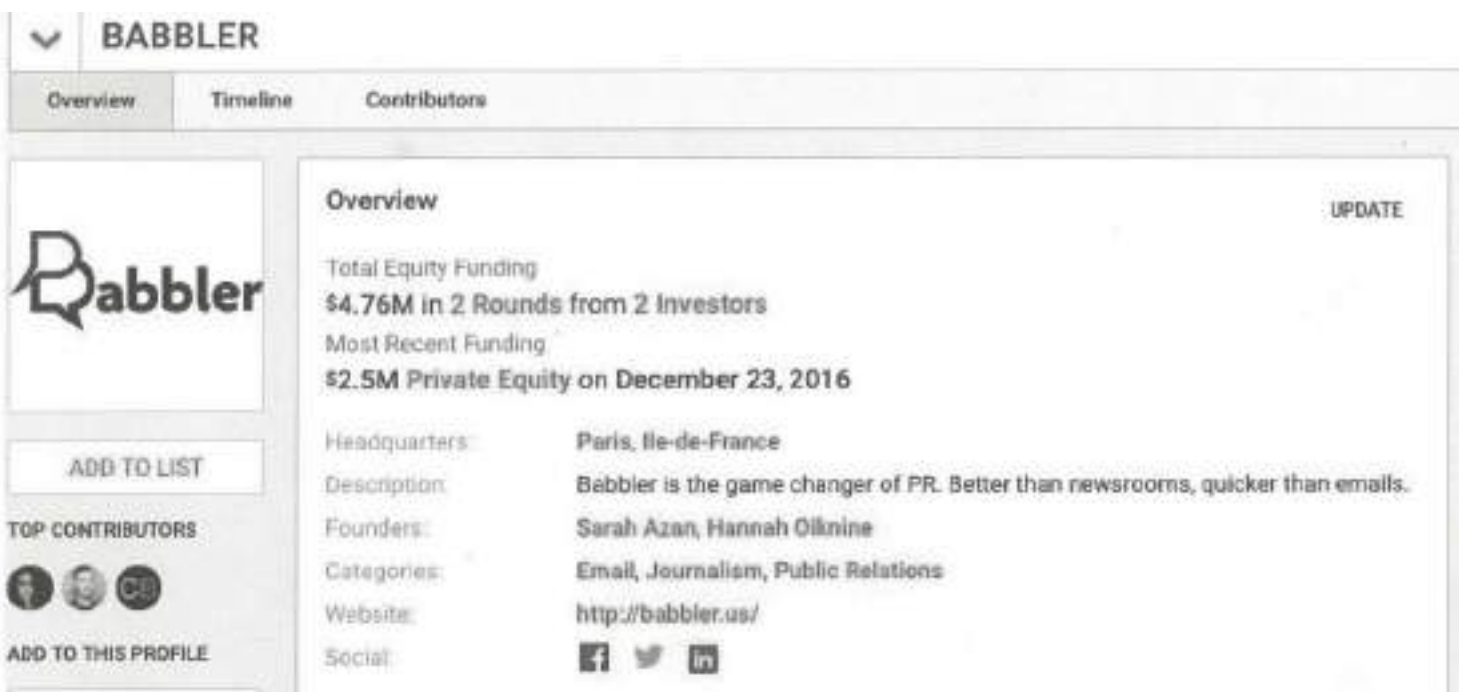 BABBLER
Overview Timeline Contributors
Babbler
ADD TO LIST
TOP CONTRIBUTORS
CB
ADD TO THIS PROFILE
Overview
UPDATE
Total Equity Funding
$4.76M in 2 Rounds from 2 Investors
Most Recent Funding
$2.5M Private Equity on December 23, 2016
Headquarters: Paris, Ile-de-France
Description: Babbler is the game changer of PR. Better than newsrooms, quicker than emails.
Founders: Sarah Azan, Hannah Oiknine
Categories: Email, Journalism, Public Relations
Website: http://babbler.us/
Social: f in